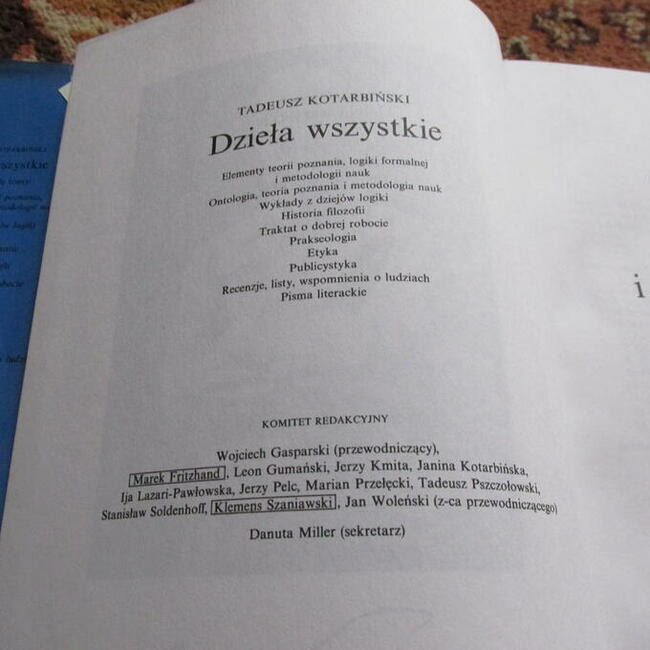 TADEUSZ KOTARBIŃSKI
Dzieła wszystkie
Elementy teorii poznania, logiki formalnej
i metodologii nauk
Ontologia, teoria poznania i metodologia nauk
Wykłady z dziejów logiki
Historia filozofii
Traktat o dobrej robocie
Prakseologia
Etyka
Publicystyka
Recenzje, listy, wspomnienia o ludziach
Pisma literackie
KOMITET REDAKCYJNY
Wojciech Gasparski (przewodniczący),
Marek Fritzhand, Leon Gumański, Jerzy Kmita, Janina Kotarbińska,
Ija Lazari-Pawłowska, Jerzy Pelc, Marian Przełęcki, Tadeusz Pszczołowski,
Stanisław Soldenhoff, Klemens Szaniawski, Jan Woleński (z-ca przewodniczącego)
Danuta Miller (sekretarz)
i